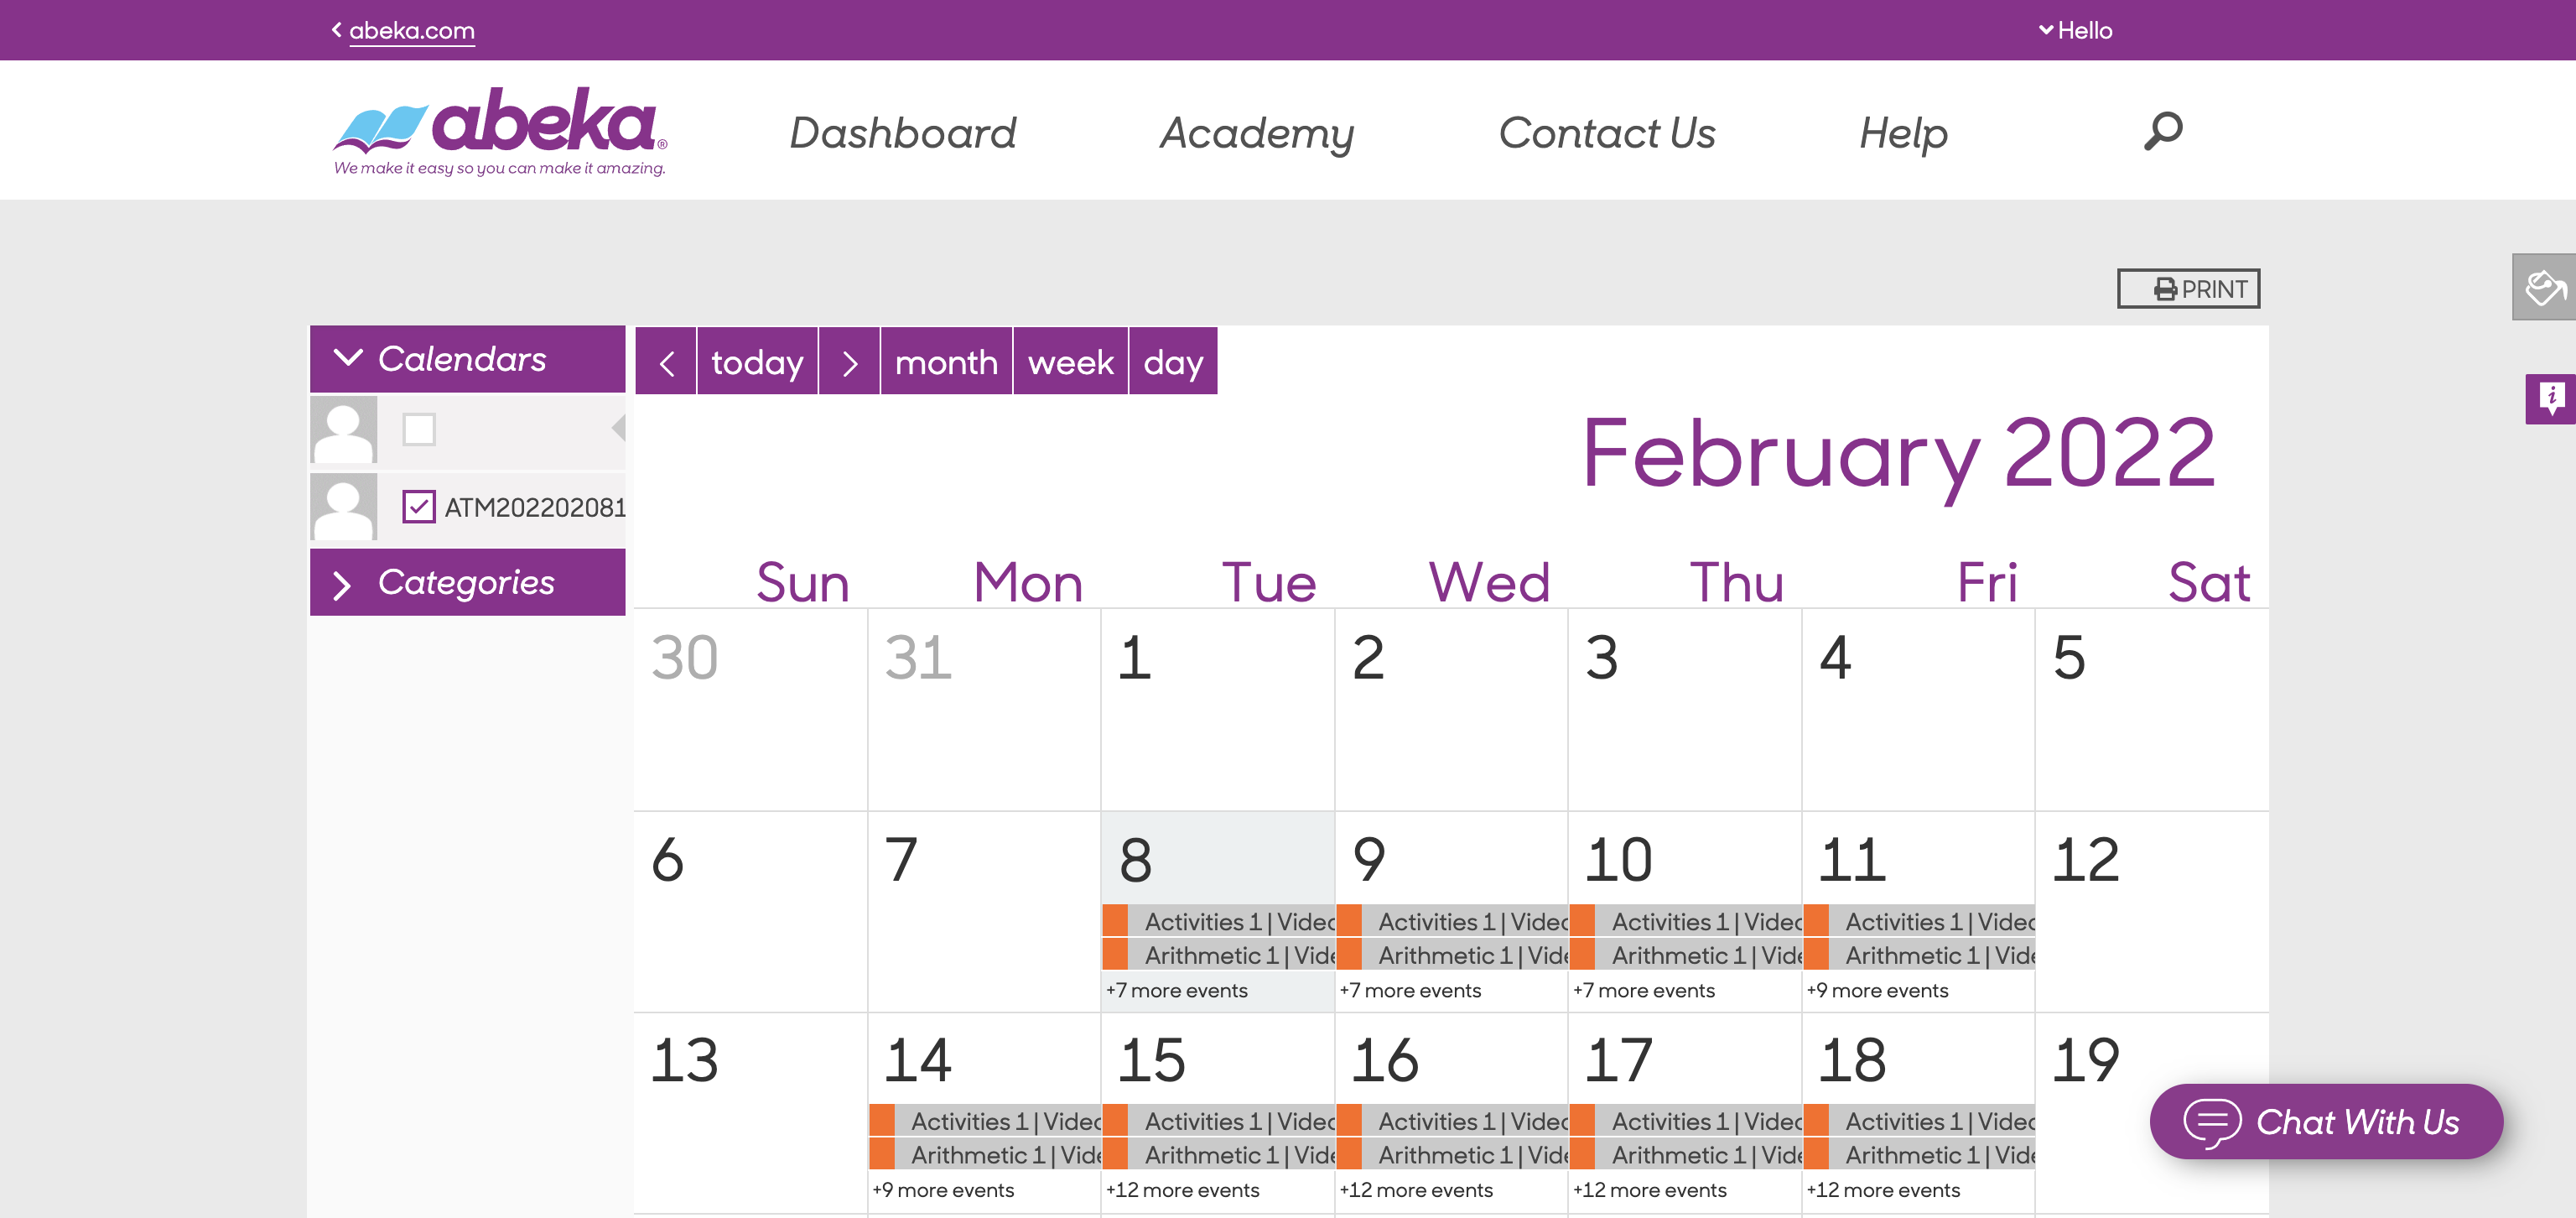 abeka.com
Hello
abeka®
We make it easy so you can make it amazing.
Dashboard
Academy
Contact Us
Help
PRINT
Calendars
today
month
week
day
ATM202202081
Categories
February 2022
Sun Mon Tue Wed Thu Fri Sat
30 31 1 2 3 4 5
6 7 8 9 10 11 12
Activities 1 | Video Activities 1 | Video Activities 1 | Video Activities 1 | Video
Arithmetic 1 | Vide Arithmetic 1 | Vide Arithmetic 1 | Vide Arithmetic 1 | Vide
+7 more events +7 more events +7 more events +9 more events
13 14 15 16 17 18 19
Activities 1 | Video Activities 1 | Video Activities 1 | Video Activities 1 | Video Activities 1 | Video
Arithmetic 1 | Vide Arithmetic 1 | Vide Arithmetic 1 | Vide Arithmetic 1 | Vide Arithmetic 1 | Vide
+9 more events +12 more events +12 more events +12 more events +12 more events
Chat With Us